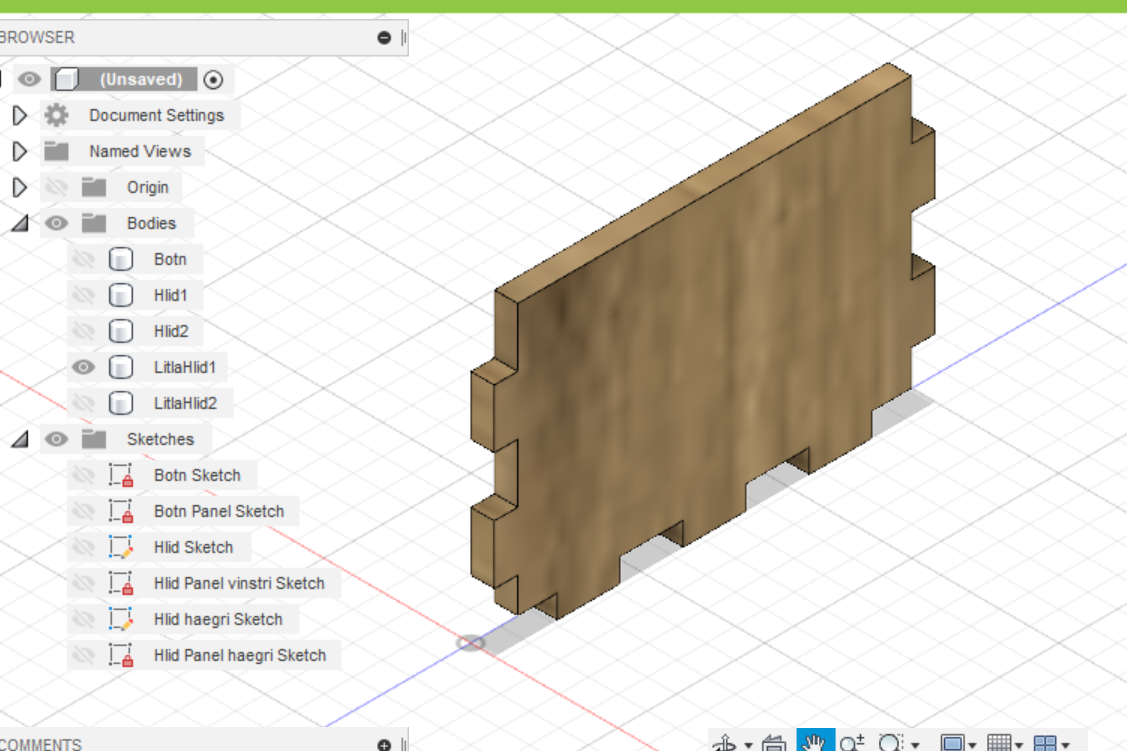 BROWSER
(Unsaved)
Document Settings
Named Views
Origin
Bodies
Botn
Hlid1
Hlid2
LitlaHlid1
LitlaHlid2
Sketches
Botn Sketch
Botn Panel Sketch
Hlid Sketch
Hlid Panel vinstri Sketch
Hlid haegri Sketch
Hlid Panel haegri Sketch
COMMENTS